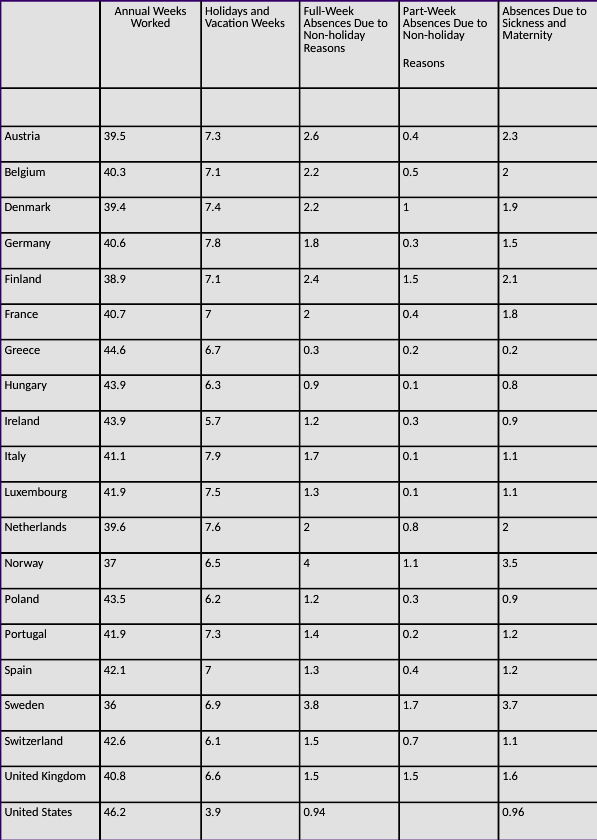 Annual Weeks
Worked
Holidays and
Vacation Weeks
Full-Week
Absences Due to
Non-holiday
Reasons
Part-Week
Absences Due to
Non-holiday
Reasons
Absences Due to
Sickness and
Maternity
Austria 39.5 7.3 2.6 0.4 2.3
Belgium 40.3 7.1 2.2 0.5 2
Denmark 39.4 7.4 2.2 1 1.9
Germany 40.6 7.8 1.8 0.3 1.5
Finland 38.9 7.1 2.4 1.5 2.1
France 40.7 7 2 0.4 1.8
Greece 44.6 6.7 0.3 0.2 0.2
Hungary 43.9 6.3 0.9 0.1 0.8
Ireland 43.9 5.7 1.2 0.3 0.9
Italy 41.1 7.9 1.7 0.1 1.1
Luxembourg 41.9 7.5 1.3 0.1 1.1
Netherlands 39.6 7.6 2 0.8 2
Norway 37 6.5 4 1.1 3.5
Poland 43.5 6.2 1.2 0.3 0.9
Portugal 41.9 7.3 1.4 0.2 1.2
Spain 42.1 7 1.3 0.4 1.2
Sweden 36 6.9 3.8 1.7 3.7
Switzerland 42.6 6.1 1.5 0.7 1.1
United Kingdom 40.8 6.6 1.5 1.5 1.6
United States 46.2 3.9 0.94 0.96